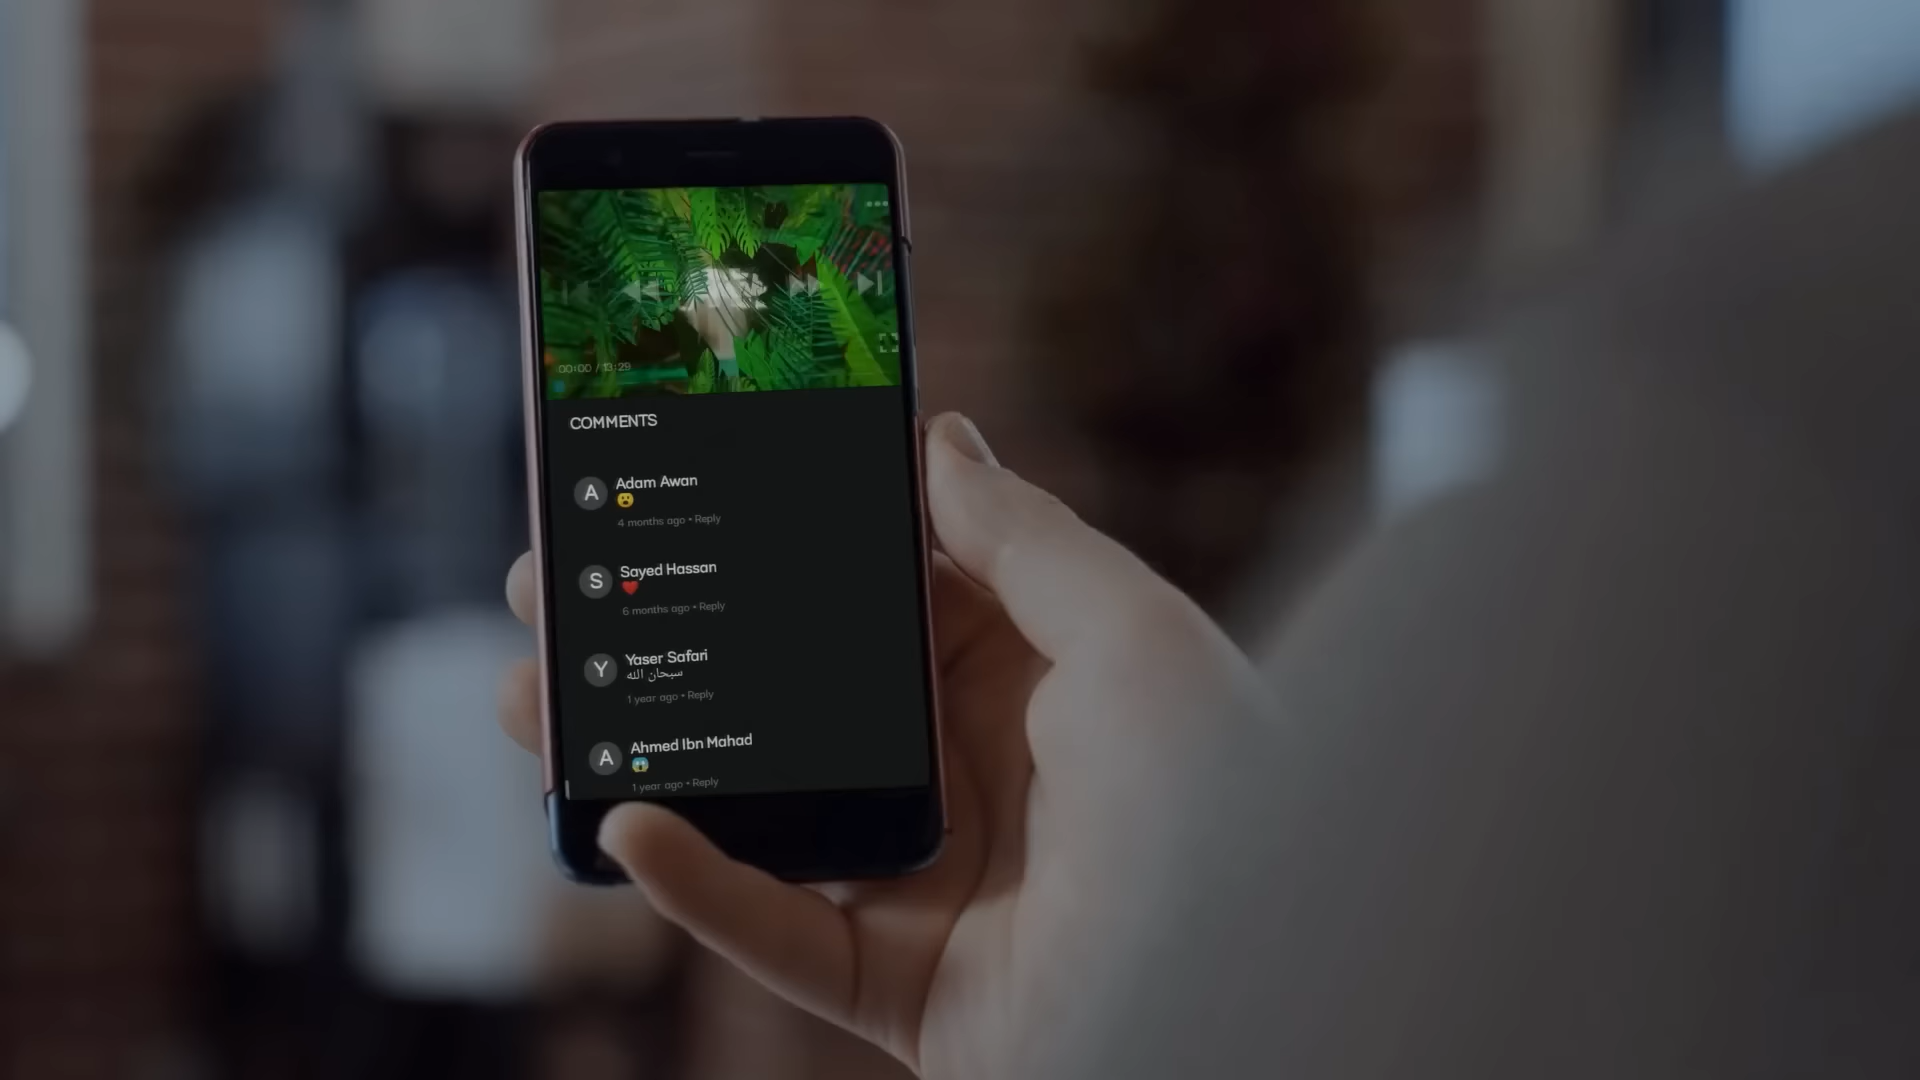 00:00 / 13:29
COMMENTS
A
Adam Awan
😮
4 months ago • Reply
S
Sayed Hassan
❤️
6 months ago • Reply
Y
Yaser Safari
سبحان الله
1 year ago • Reply
A
Ahmed Ibn Mahad
😱
1 year ago • Reply